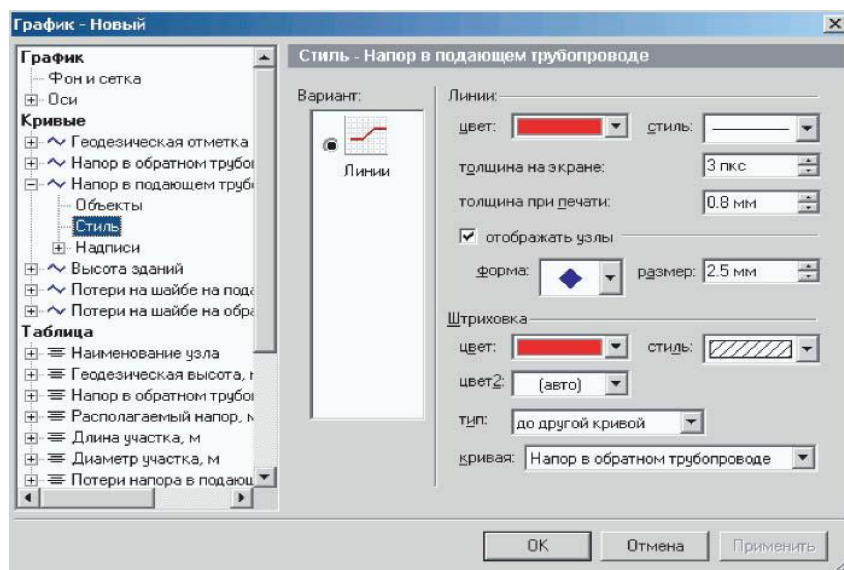 График - Новый
График
Фон и сетка
Оси
Кривые
Геодезическая отметка
Напор в обратном трубо
Напор в подающем труб
Объекты
Стиль
Надписи
Высота зданий
Потери на шайбе на пода
Потери на шайбе на обра
Таблица
Наименование узла
Геодезическая высота,
Напор в обратном трубо
Располагаемый напор, м
Длина участка, м
Диаметр участка, м
Потери напора в подающ
Стиль - Напор в подающем трубопроводе
Вариант:
Линии
Линии:
цвет: стиль:
толщина на экране: 3 пкс
толщина при печати: 0.8 мм
отображать узлы
форма: размер: 2.5 мм
Штриховка
цвет: стиль:
цвет2: (авто)
тип: до другой кривой
кривая: Напор в обратном трубопроводе
ОК Отмена Применить